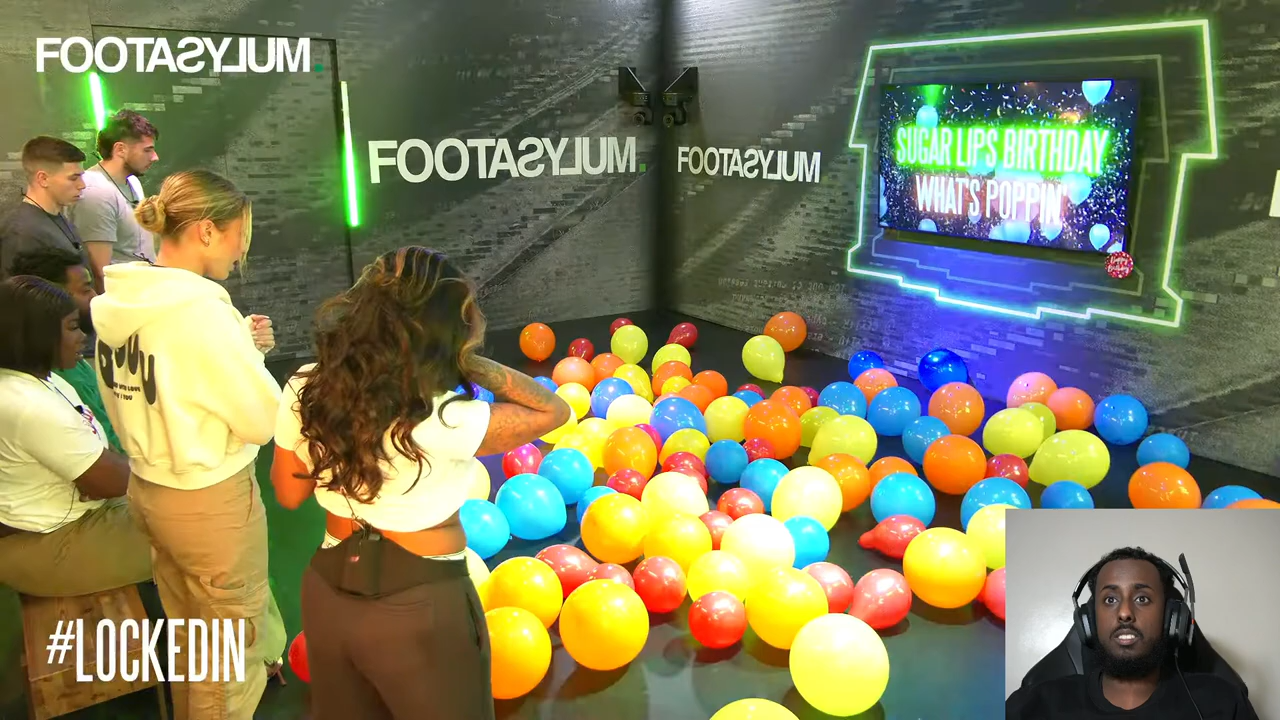 FOOTASYLUM.
FOOTASYLUM.
FOOTASYLUM
SUGAR LIPS BIRTHDAY
WHAT'S POPPIN'
#LOCKEDIN